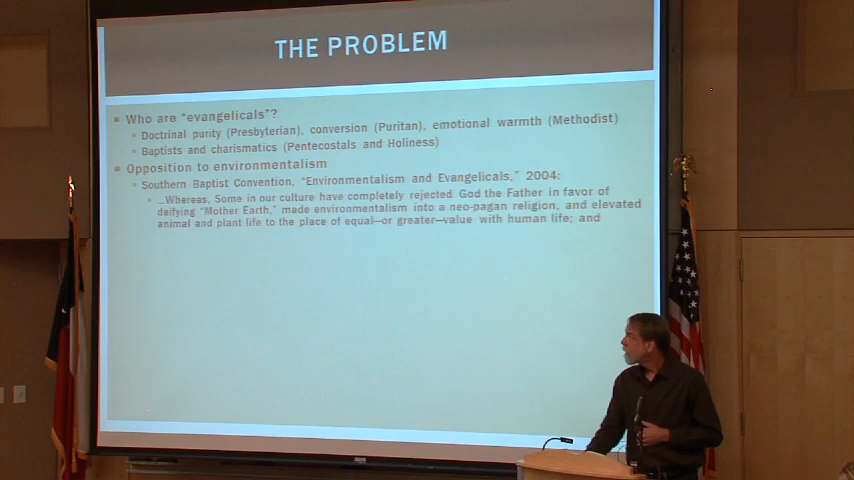 THE PROBLEM
Who are "evangelicals"?
Doctrinal purity (Presbyterian), conversion (Puritan), emotional warmth (Methodist)
Baptists and charismatics (Pentecostals and Holiness)
Opposition to environmentalism
Southern Baptist Convention, "Environmentalism and Evangelicals," 2004:
…Whereas, Some in our culture have completely rejected God the Father in favor of
deifying "Mother Earth," made environmentalism into a neo-pagan religion, and elevated
animal and plant life to the place of equal—or greater—value with human life; and